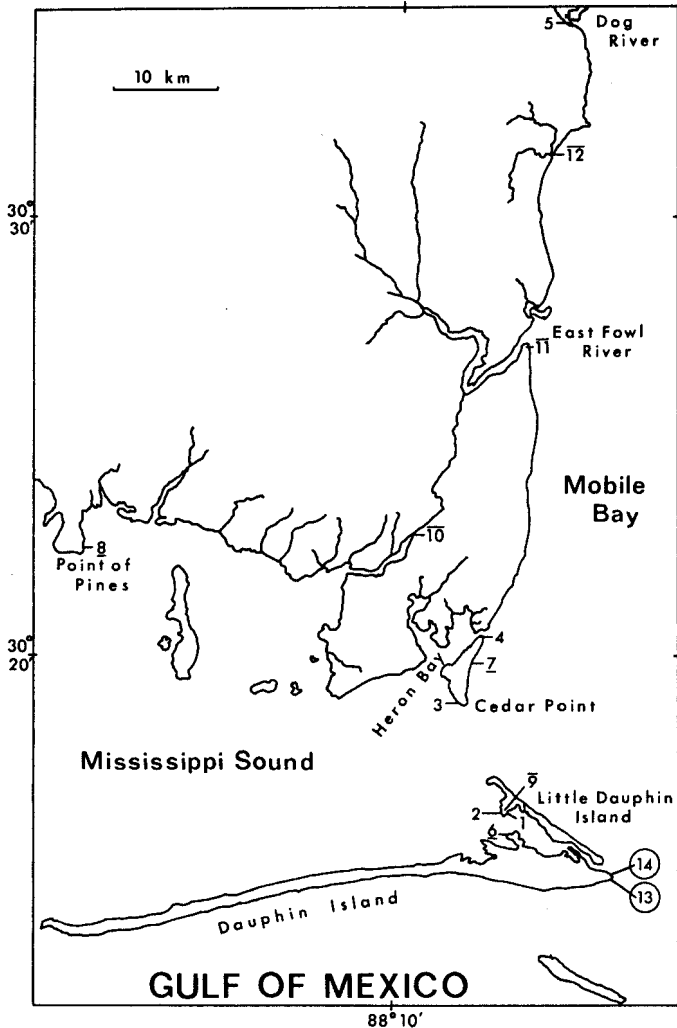 5
Dog
River
10 km
12
30°
30'
East Fowl
River
11
Mobile
Bay
10
8
Point of
Pines
4
30°
20'
7
Heron Bay
3
Cedar Point
Mississippi Sound
9
Little Dauphin
Island
2
1
6
14
13
Dauphin Island
GULF OF MEXICO
88° 10'